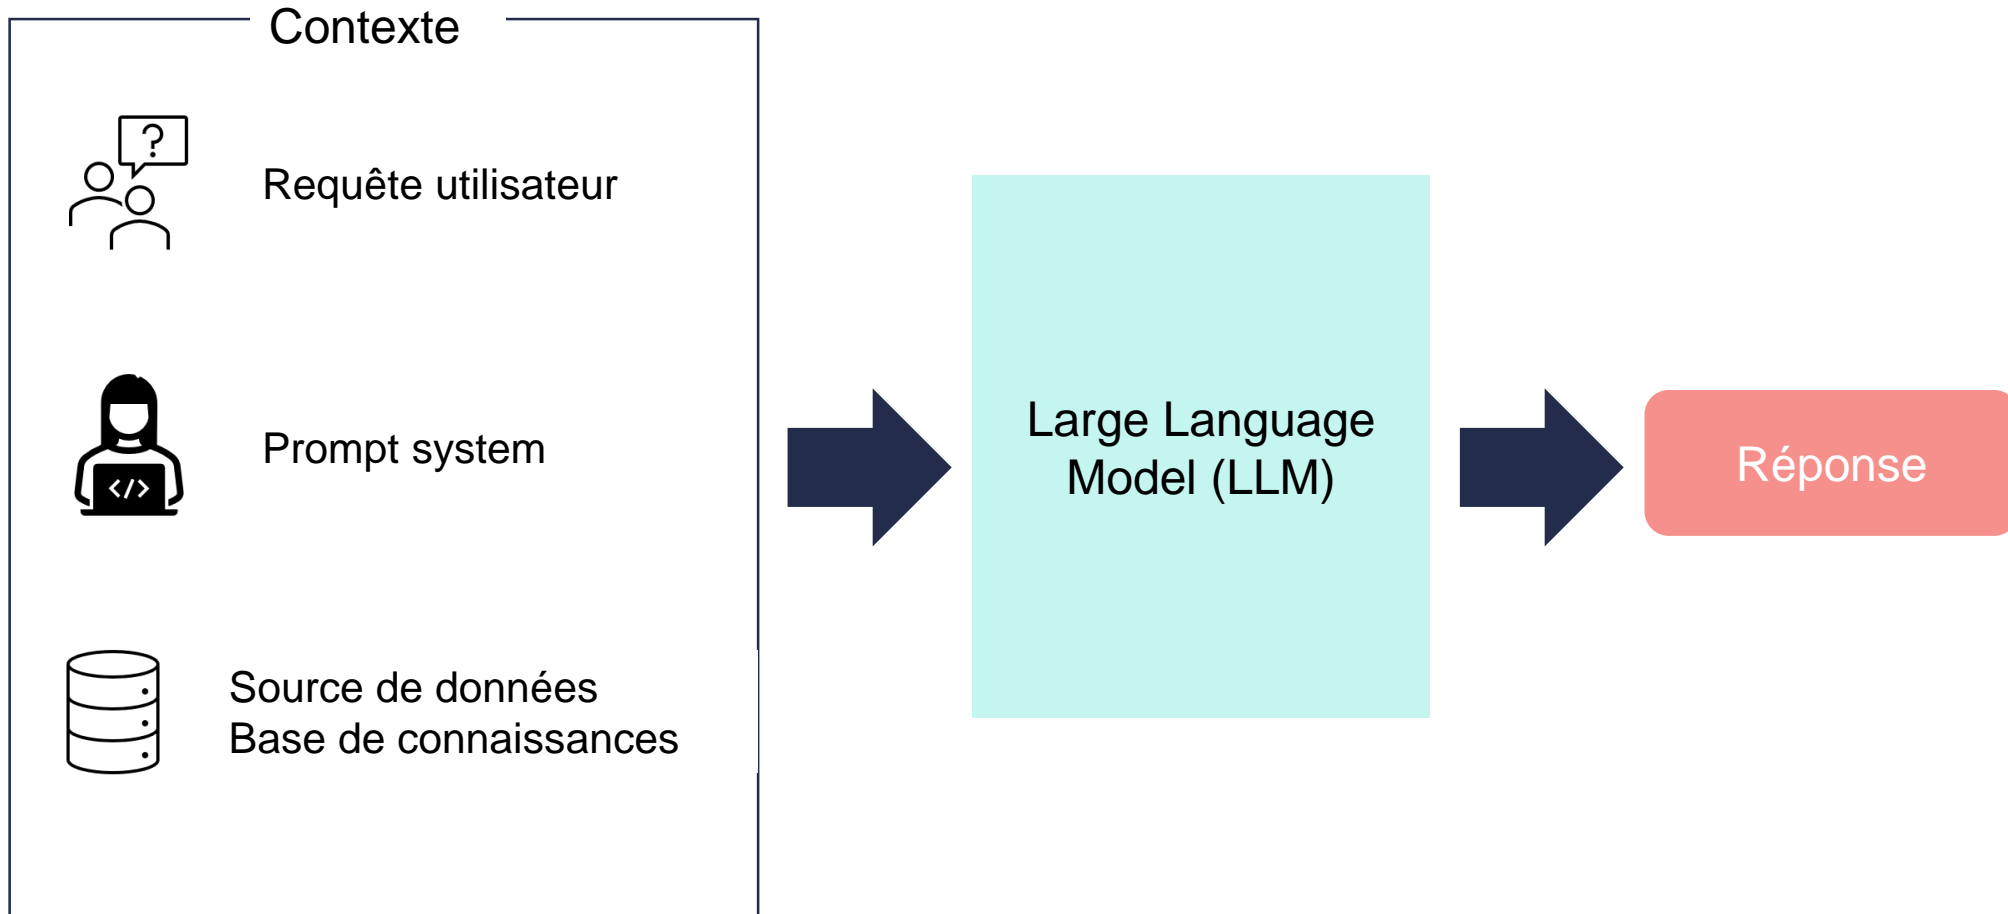 Contexte
?
Requête utilisateur
Prompt system
</>
Source de données
Base de connaissances
Large Language
Model (LLM)
Réponse